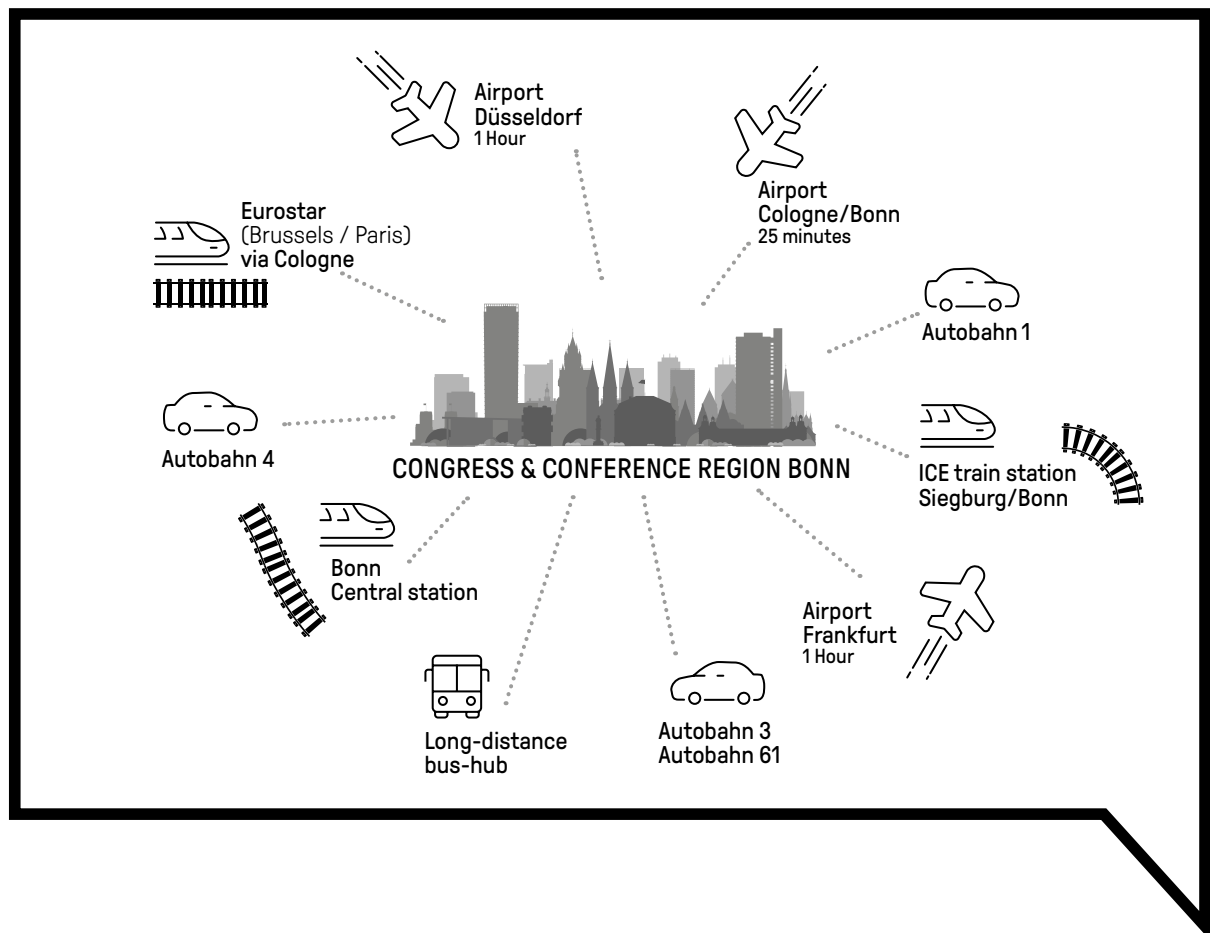 Airport
Düsseldorf
1 Hour
Airport
Cologne/Bonn
25 minutes
Eurostar
(Brussels / Paris)
via Cologne
Autobahn 1
Autobahn 4
CONGRESS & CONFERENCE REGION BONN
ICE train station
Siegburg/Bonn
Bonn
Central station
Airport
Frankfurt
1 Hour
Long-distance
bus-hub
Autobahn 3
Autobahn 61